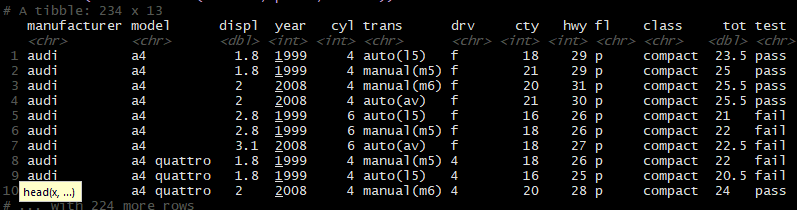 # A tibble: 234 x 13
manufacturer model displ year cyl trans drv cty hwy fl class tot test
<chr> <chr> <dbl> <int> <int> <chr> <chr> <int> <int> <chr> <chr> <dbl> <chr>
1 audi a4 1.8 1999 4 auto(l5) f 18 29 p compact 23.5 pass
2 audi a4 1.8 1999 4 manual(m5) f 21 29 p compact 25 pass
3 audi a4 2 2008 4 manual(m6) f 20 31 p compact 25.5 pass
4 audi a4 2 2008 4 auto(av) f 21 30 p compact 25.5 pass
5 audi a4 2.8 1999 6 auto(l5) f 16 26 p compact 21 fail
6 audi a4 2.8 1999 6 manual(m5) f 18 26 p compact 22 fail
7 audi a4 3.1 2008 6 auto(av) f 18 27 p compact 22.5 fail
8 audi a4 quattro 1.8 1999 4 manual(m5) 4 18 26 p compact 22 fail
9 audi a4 quattro 1.8 1999 4 auto(l5) 4 16 25 p compact 20.5 fail
10 head(x, ...) a4 quattro 2 2008 4 manual(m6) 4 20 28 p compact 24 pass
# ... with 224 more rows